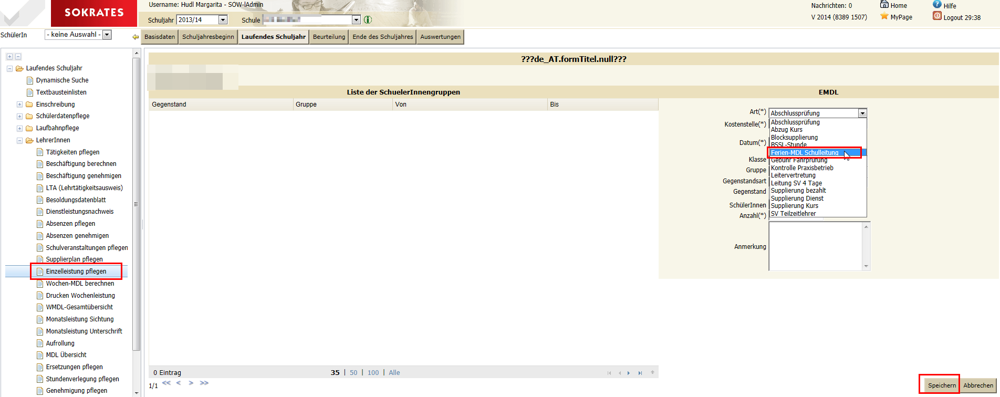 SOKRATES
Username: Hudl Margarita - SOW-lAdmin
Schuljahr 2013/14 Schule
Nachrichten: 0 Home Hilfe
V 2014 (8389 1507) MyPage Logout 29:38
SchülerIn - keine Auswahl -
Basisdaten Schuljahresbeginn Laufendes Schuljahr Beurteilung Ende des Schuljahres Auswertungen
Laufendes Schuljahr
Dynamische Suche
Textbausteinlisten
Einschreibung
Schülerdatenpflege
Laufbahnpflege
LehrerInnen
Tätigkeiten pflegen
Beschäftigung berechnen
Beschäftigung genehmigen
LTA (Lehrtätigkeitsausweis)
Besoldungsdatenblatt
Dienstleistungsnachweis
Absenzen pflegen
Absenzen genehmigen
Schulveranstaltungen pflegen
Supplierplan pflegen
Einzelleistung pflegen
Wochen-MDL berechnen
Drucken Wochenleistung
WMDL-Gesamtübersicht
Monatsleistung Sichtung
Monatsleistung Unterschrift
Aufrollung
MDL Übersicht
Ersetzungen pflegen
Stundenverlegung pflegen
Genehmigung pflegen
???de_AT.formTitel.null???
Liste der SchuelerInnengruppen
Gegenstand Gruppe Von Bis
0 Eintrag 35 | 50 | 100 | Alle
1/1 << < > >>
EMDL
Art(*) Abschlussprüfung
Kostenstelle(*)
Datum(*)
Klasse
Gruppe
Gegenstandsart
Gegenstand
SchülerInnen
Anzahl(*)
Anmerkung
Abschlussprüfung
Abzug Kurs
Blocksupplierung
BSSL-Stunde
Ferien-MDL Schulleitung
Gebühr Fahrprüfung
Kontrolle Praxisbetrieb
Leitervertretung
Leitung SV 4 Tage
Supplierung bezahlt
Supplierung Dienst
Supplierung Kurs
SV Teilzeitlehrer
Speichern Abbrechen